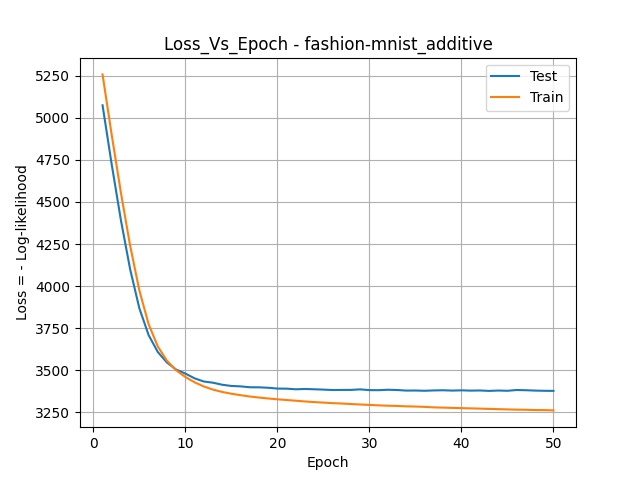 Loss_Vs_Epoch - fashion-mnist_additive
Test
Train
5250
5000
4750
4500
4250
4000
3750
3500
3250
Loss = - Log-likelihood
0 10 20 30 40 50
Epoch